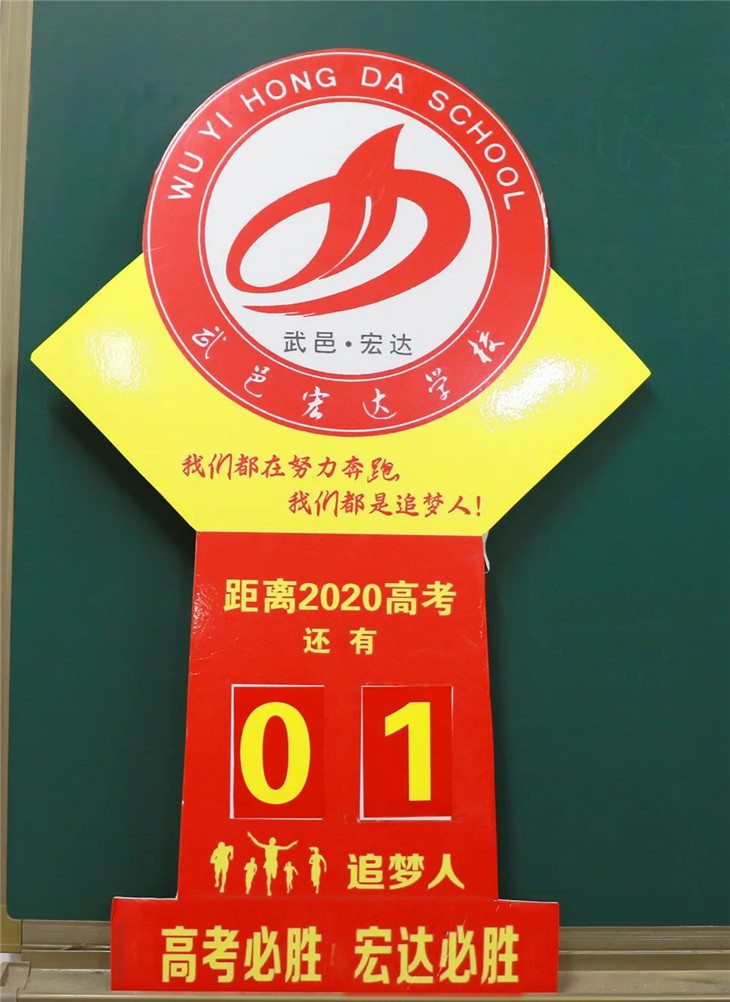 WU YI HONG DA SCHOOL
武邑·宏达
武邑宏达学校
我们都在努力奔跑,
我们都是追梦人!
距离2020高考
还有
01
追梦人
高考必胜 宏达必胜